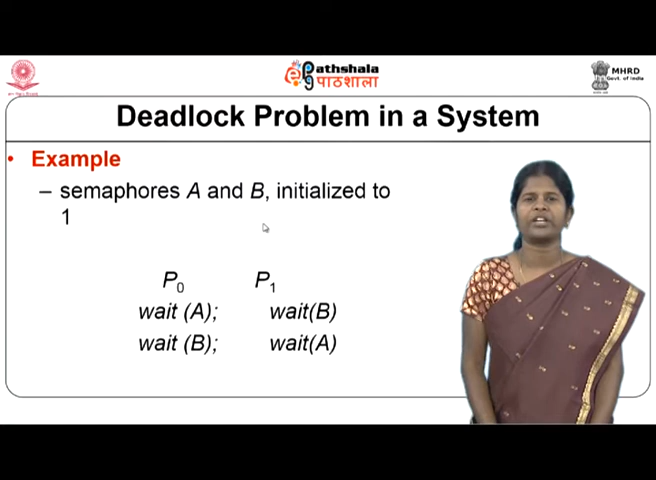 Pathshala
पाठशाला
MHRD
Govt. of India
Deadlock Problem in a System
• Example
– semaphores A and B, initialized to
1
P0 P1
wait (A); wait(B)
wait (B); wait(A)